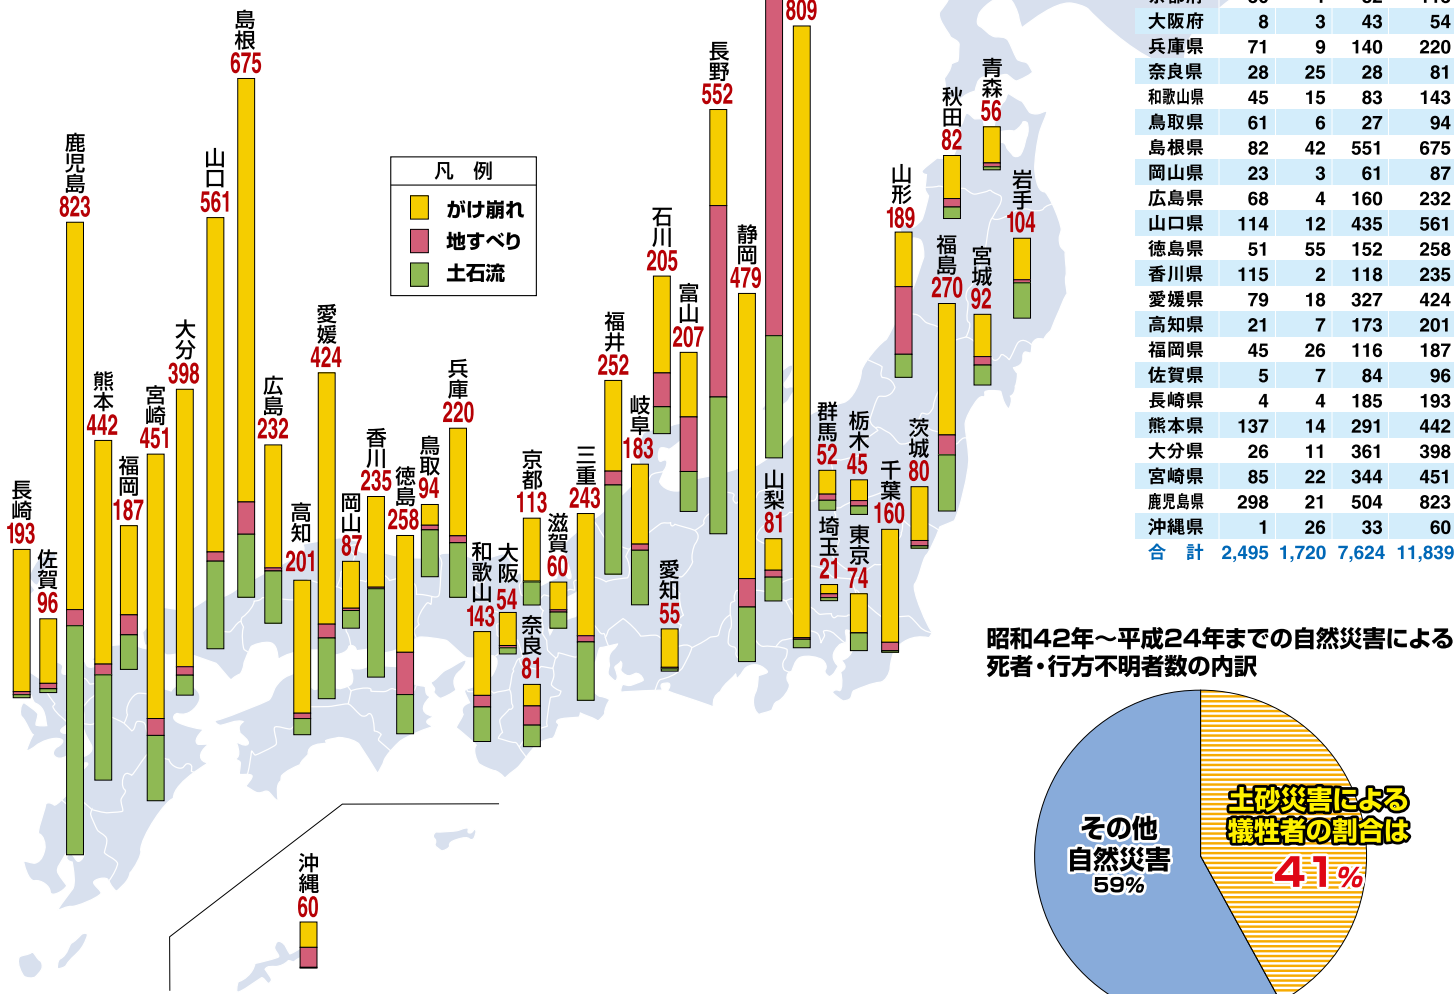 島根
675
809
長野
552
青森
56
秋田
82
鹿児島
823
山口
561
凡 例
がけ崩れ
地すべり
土石流
山形
189
岩手
104
石川
205
静岡
479
福島
270
宮城
92
富山
207
大分
398
愛媛
424
福井
252
兵庫
220
熊本
442
宮崎
451
広島
232
岐阜
183
群馬
52
栃木
45
茨城
80
香川
235
鳥取
94
福岡
187
京都
113
三重
243
千葉
160
長崎
193
徳島
258
山梨
81
岡山
87
高知
201
滋賀
60
埼玉
21
東京
74
佐賀
96
和歌山
143
大阪
54
愛知
55
奈良
81
沖縄
60
大阪府 8 3 43 54
兵庫県 71 9 140 220
奈良県 28 25 28 81
和歌山県 45 15 83 143
鳥取県 61 6 27 94
島根県 82 42 551 675
岡山県 23 3 61 87
広島県 68 4 160 232
山口県 114 12 435 561
徳島県 51 55 152 258
香川県 115 2 118 235
愛媛県 79 18 327 424
高知県 21 7 173 201
福岡県 45 26 116 187
佐賀県 5 7 84 96
長崎県 4 4 185 193
熊本県 137 14 291 442
大分県 26 11 361 398
宮崎県 85 22 344 451
鹿児島県 298 21 504 823
沖縄県 1 26 33 60
合 計 2,495 1,720 7,624 11,839
昭和42年～平成24年までの自然災害による
死者・行方不明者数の内訳
土砂災害による
犠牲者の割合は
41%
その他
自然災害
59%